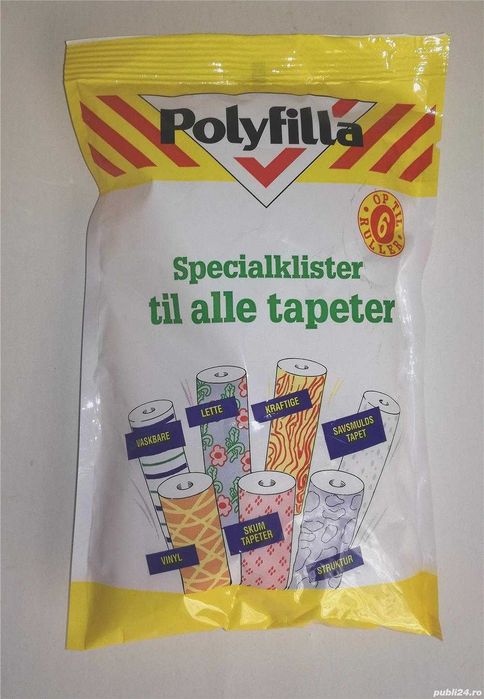 Polyfilla
OP TIL
6
RULLER
Specialklister
til alle tapeter
VASKBARE
LETTE
KRAFTIGE
SAVSMULDS
TAPET
VINYL
SKUM
TAPETER
STRUKTUR
publi24.ro